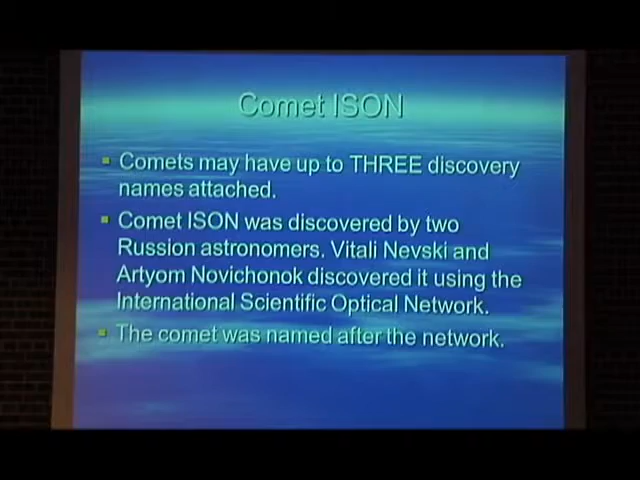 Comet ISON
Comets may have up to THREE discovery
names attached.
Comet ISON was discovered by two
Russion astronomers. Vitali Nevski and
Artyom Novichonok discovered it using the
International Scientific Optical Network.
The comet was named after the network.